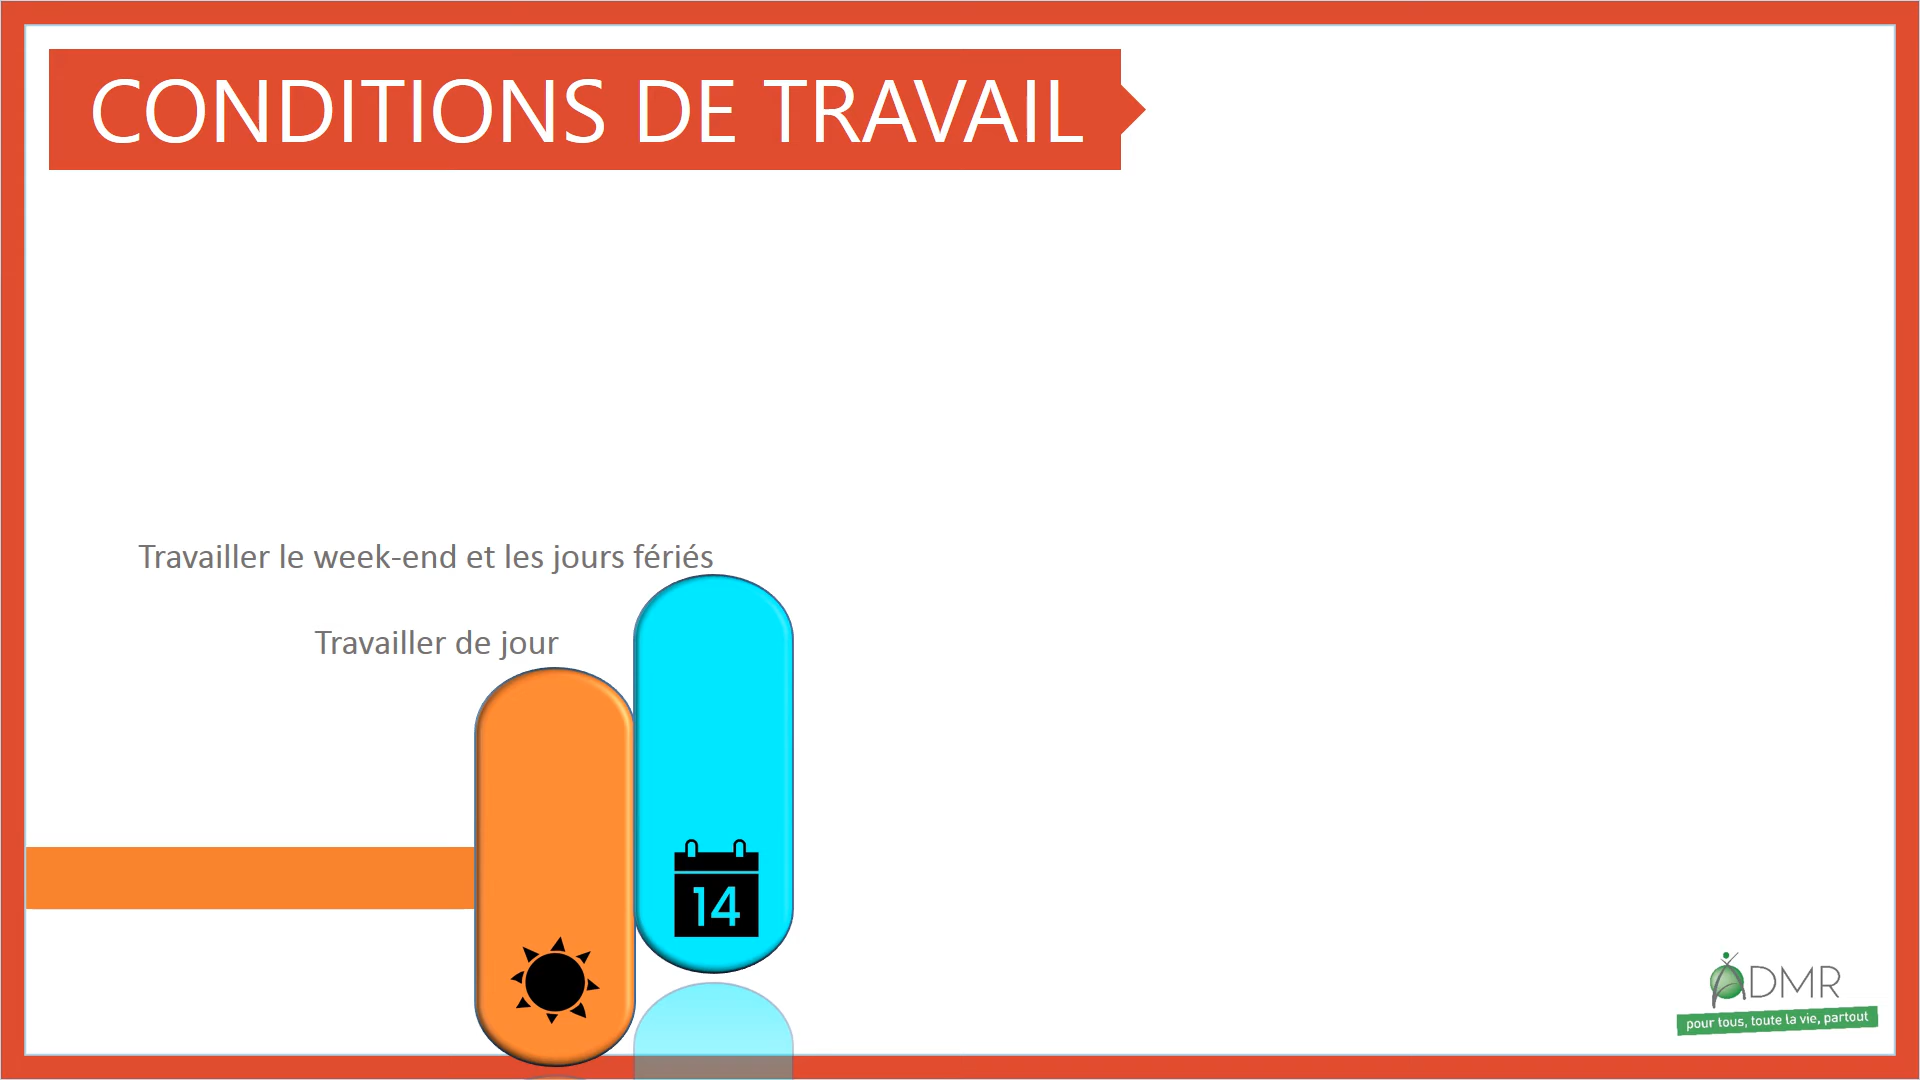 CONDITIONS DE TRAVAIL
Travailler le week-end et les jours fériés
Travailler de jour
14
ADMR
pour tous, toute la vie, partout